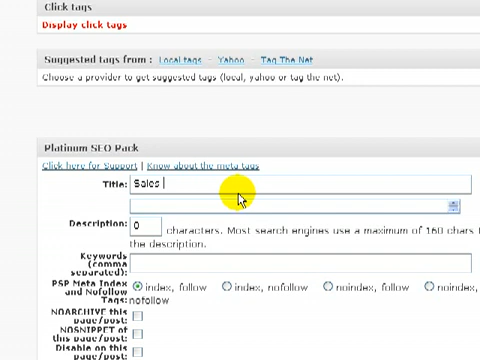 Click tags
Display click tags
Suggested tags from : Local tags - Yahoo - Tag The Net
Choose a provider to get suggested tags (local, yahoo or tag the net).
Platinum SEO Pack
Click here for Support | Know about the meta tags
Title: Sales
Description: 0 characters. Most search engines use a maximum of 160 chars
the description.
Keywords
(comma
separated):
PSP Meta Index
and Nofollow
Tags:
index, follow index, nofollow noindex, follow noindex,
nofollow
NOARCHIVE this
page/post:
NOSNIPPET of
this page/post:
Disable on this
page/post: